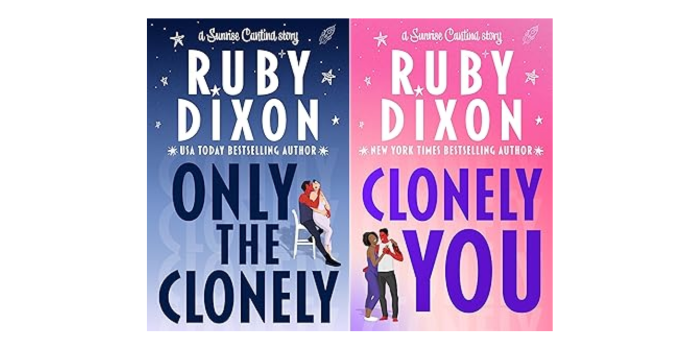 a Sunrise Cantina story
RUBY
DIXON
USA TODAY BESTSELLING AUTHOR
ONLY
THE
CLONELY
a Sunrise Cantina story
RUBY
DIXON
NEW YORK TIMES BESTSELLING AUTHOR
CLONELY
YOU